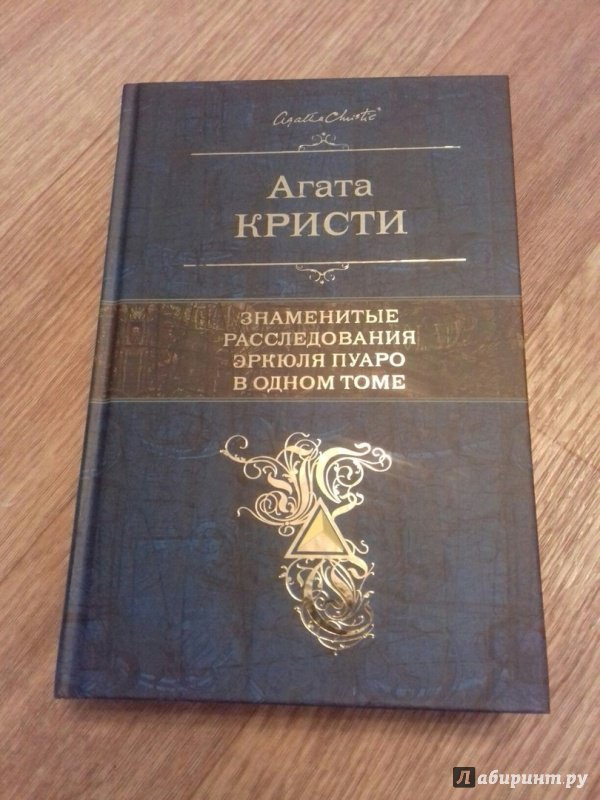 Agatha Christie®
Агата
КРИСТИ
ЗНАМЕНИТЫЕ
РАССЛЕДОВАНИЯ
ЭРКЮЛЯ ПУАРО
В ОДНОМ ТОМЕ
Лабиринт.ру